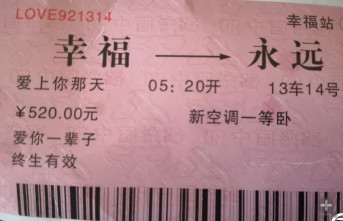 LOVE921314
幸福站
幸福 → 永远
爱上你那天 05：20开 13车14号
¥520.00元 新空调一等卧
爱你一辈子
终生有效